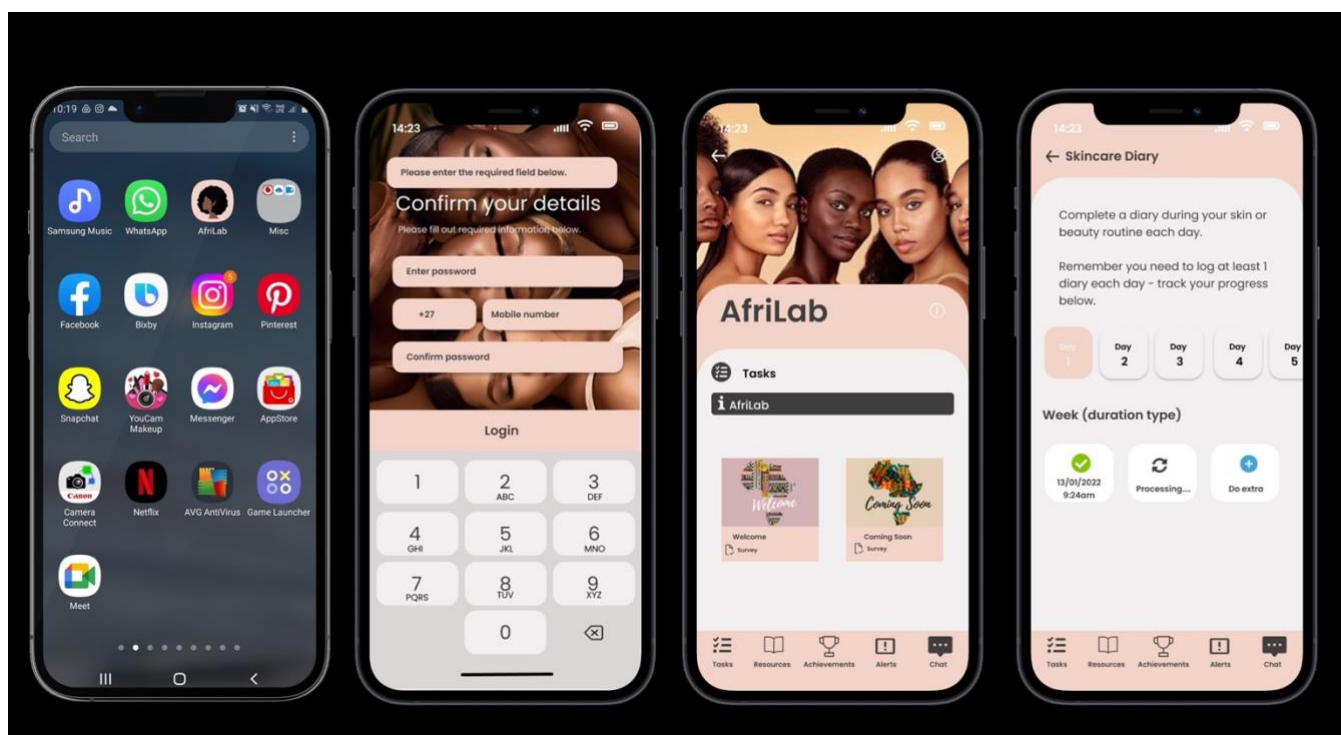 10:19
Search
Samsung Music
WhatsApp
AfriLab
Misc
Facebook
Bixby
5
Instagram
Pinterest
Snapchat
YouCam
Makeup
Messenger
AppStore
Canon
Camera
Connect
N
Netflix
AVG AntiVirus
Game Launcher
Meet
14:23
Please enter the required field below.
Confirm your details
Please fill out required information below.
Enter password
+27
Mobile number
Confirm password
Login
1
2
ABC
3
DEF
4
GHI
5
JKL
6
MNO
7
PQRS
8
TUV
9
XYZ
0
14:23
AfriLab
Tasks
i AfriLab
Welcome
Coming Soon
Welcome
Survey
Coming Soon
Survey
Tasks
Resources
Achievements
Alerts
Chat
14:23
← Skincare Diary
Complete a diary during your skin or
beauty routine each day.
Remember you need to log at least 1
diary each day - track your progress
below.
Day
1
Day
2
Day
3
Day
4
Day
5
Week (duration type)
13/01/2022
9:24am
Processing....
Do extra
Tasks
Resources
Achievements
Alerts
Chat